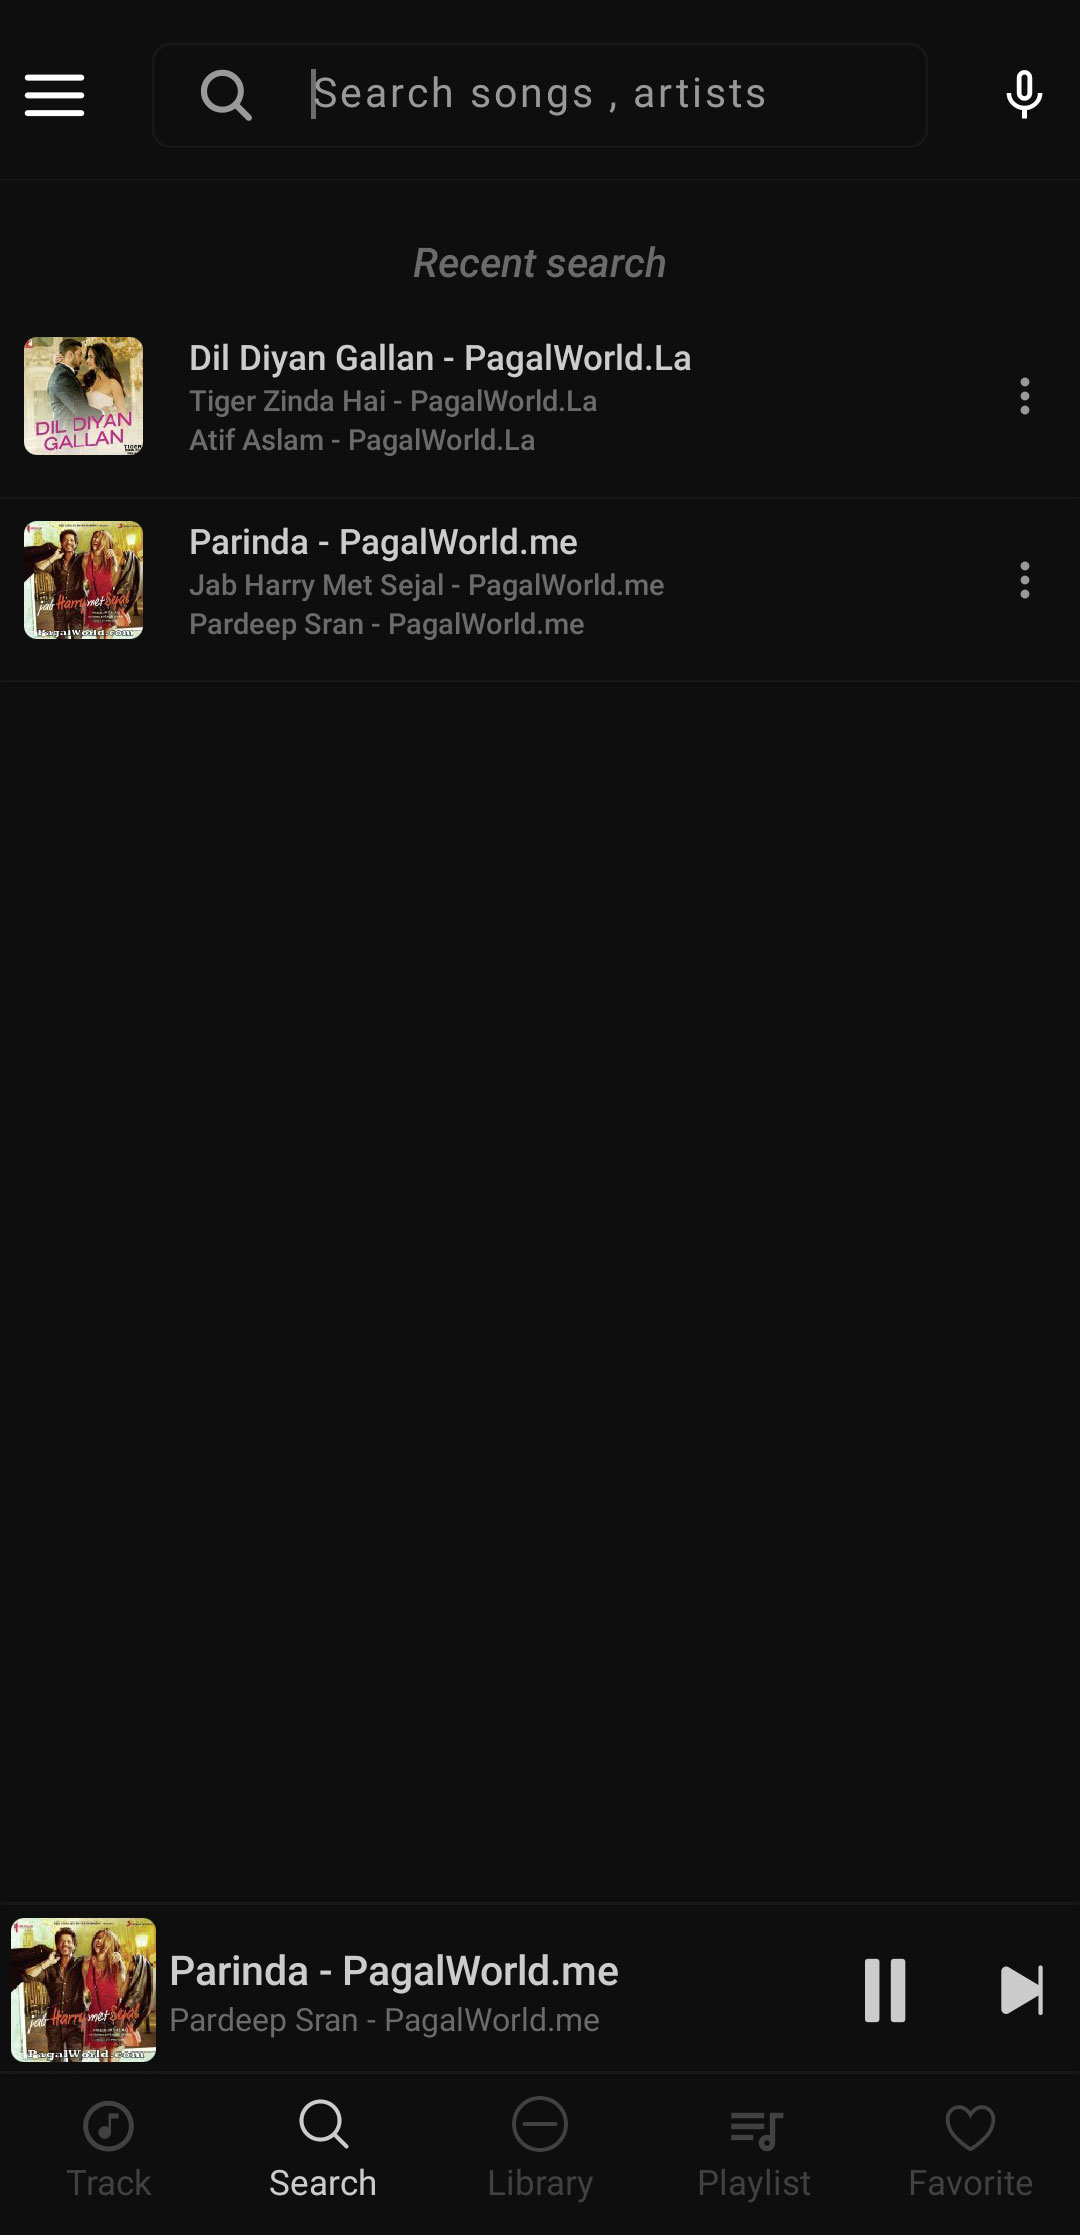 Search songs , artists
Recent search
Dil Diyan Gallan - PagalWorld.La
Tiger Zinda Hai - PagalWorld.La
Atif Aslam - PagalWorld.La
DIL DIYAN
GALLAN
TIGER
Parinda - PagalWorld.me
Jab Harry Met Sejal - PagalWorld.me
Pardeep Sran - PagalWorld.me
jab Harry met Sejal
PagalWorld.com
Parinda - PagalWorld.me
Pardeep Sran - PagalWorld.me
jab Harry met Sejal
PagalWorld.com
Track
Search
Library
Playlist
Favorite